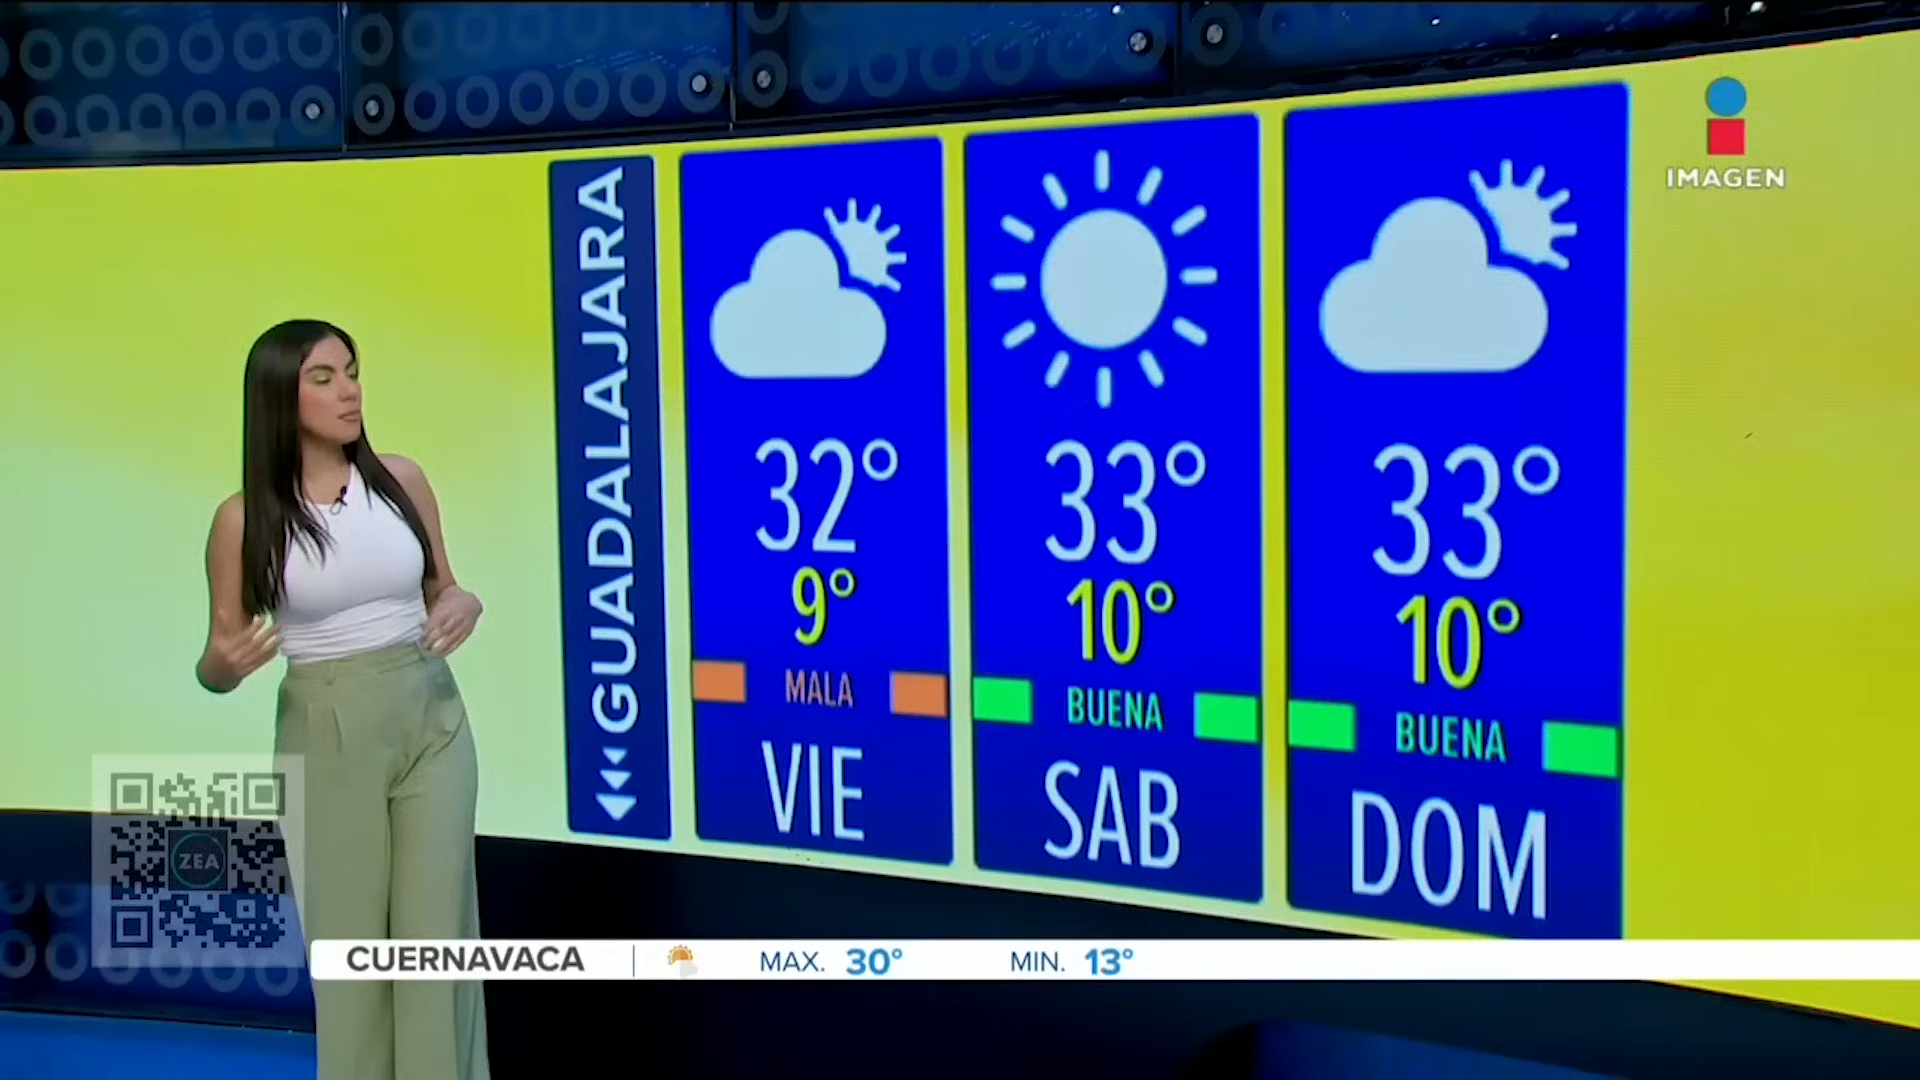 IMAGEN
GUADALAJARA
32°
9°
MALA
VIE
33°
10°
BUENA
SAB
33°
10°
BUENA
DOM
ZEA
CUERNAVACA
MAX. 30°
MIN. 13°